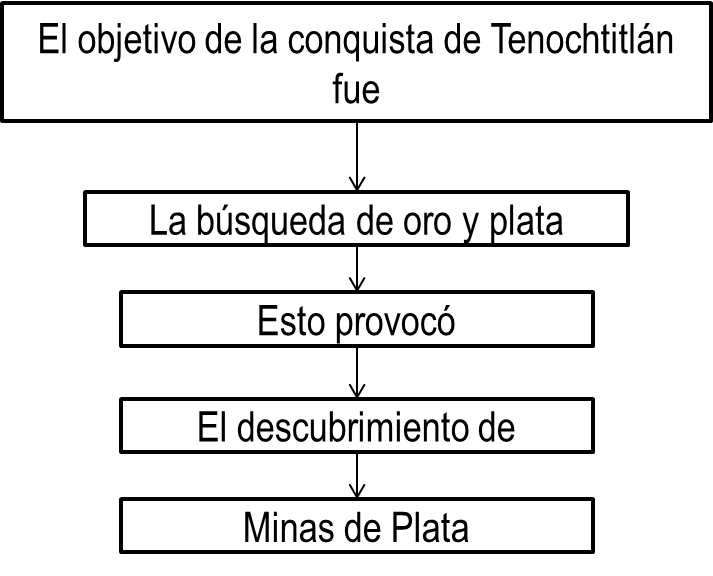 El objetivo de la conquista de Tenochtitlán
fue
La búsqueda de oro y plata
Esto provocó
El descubrimiento de
Minas de Plata